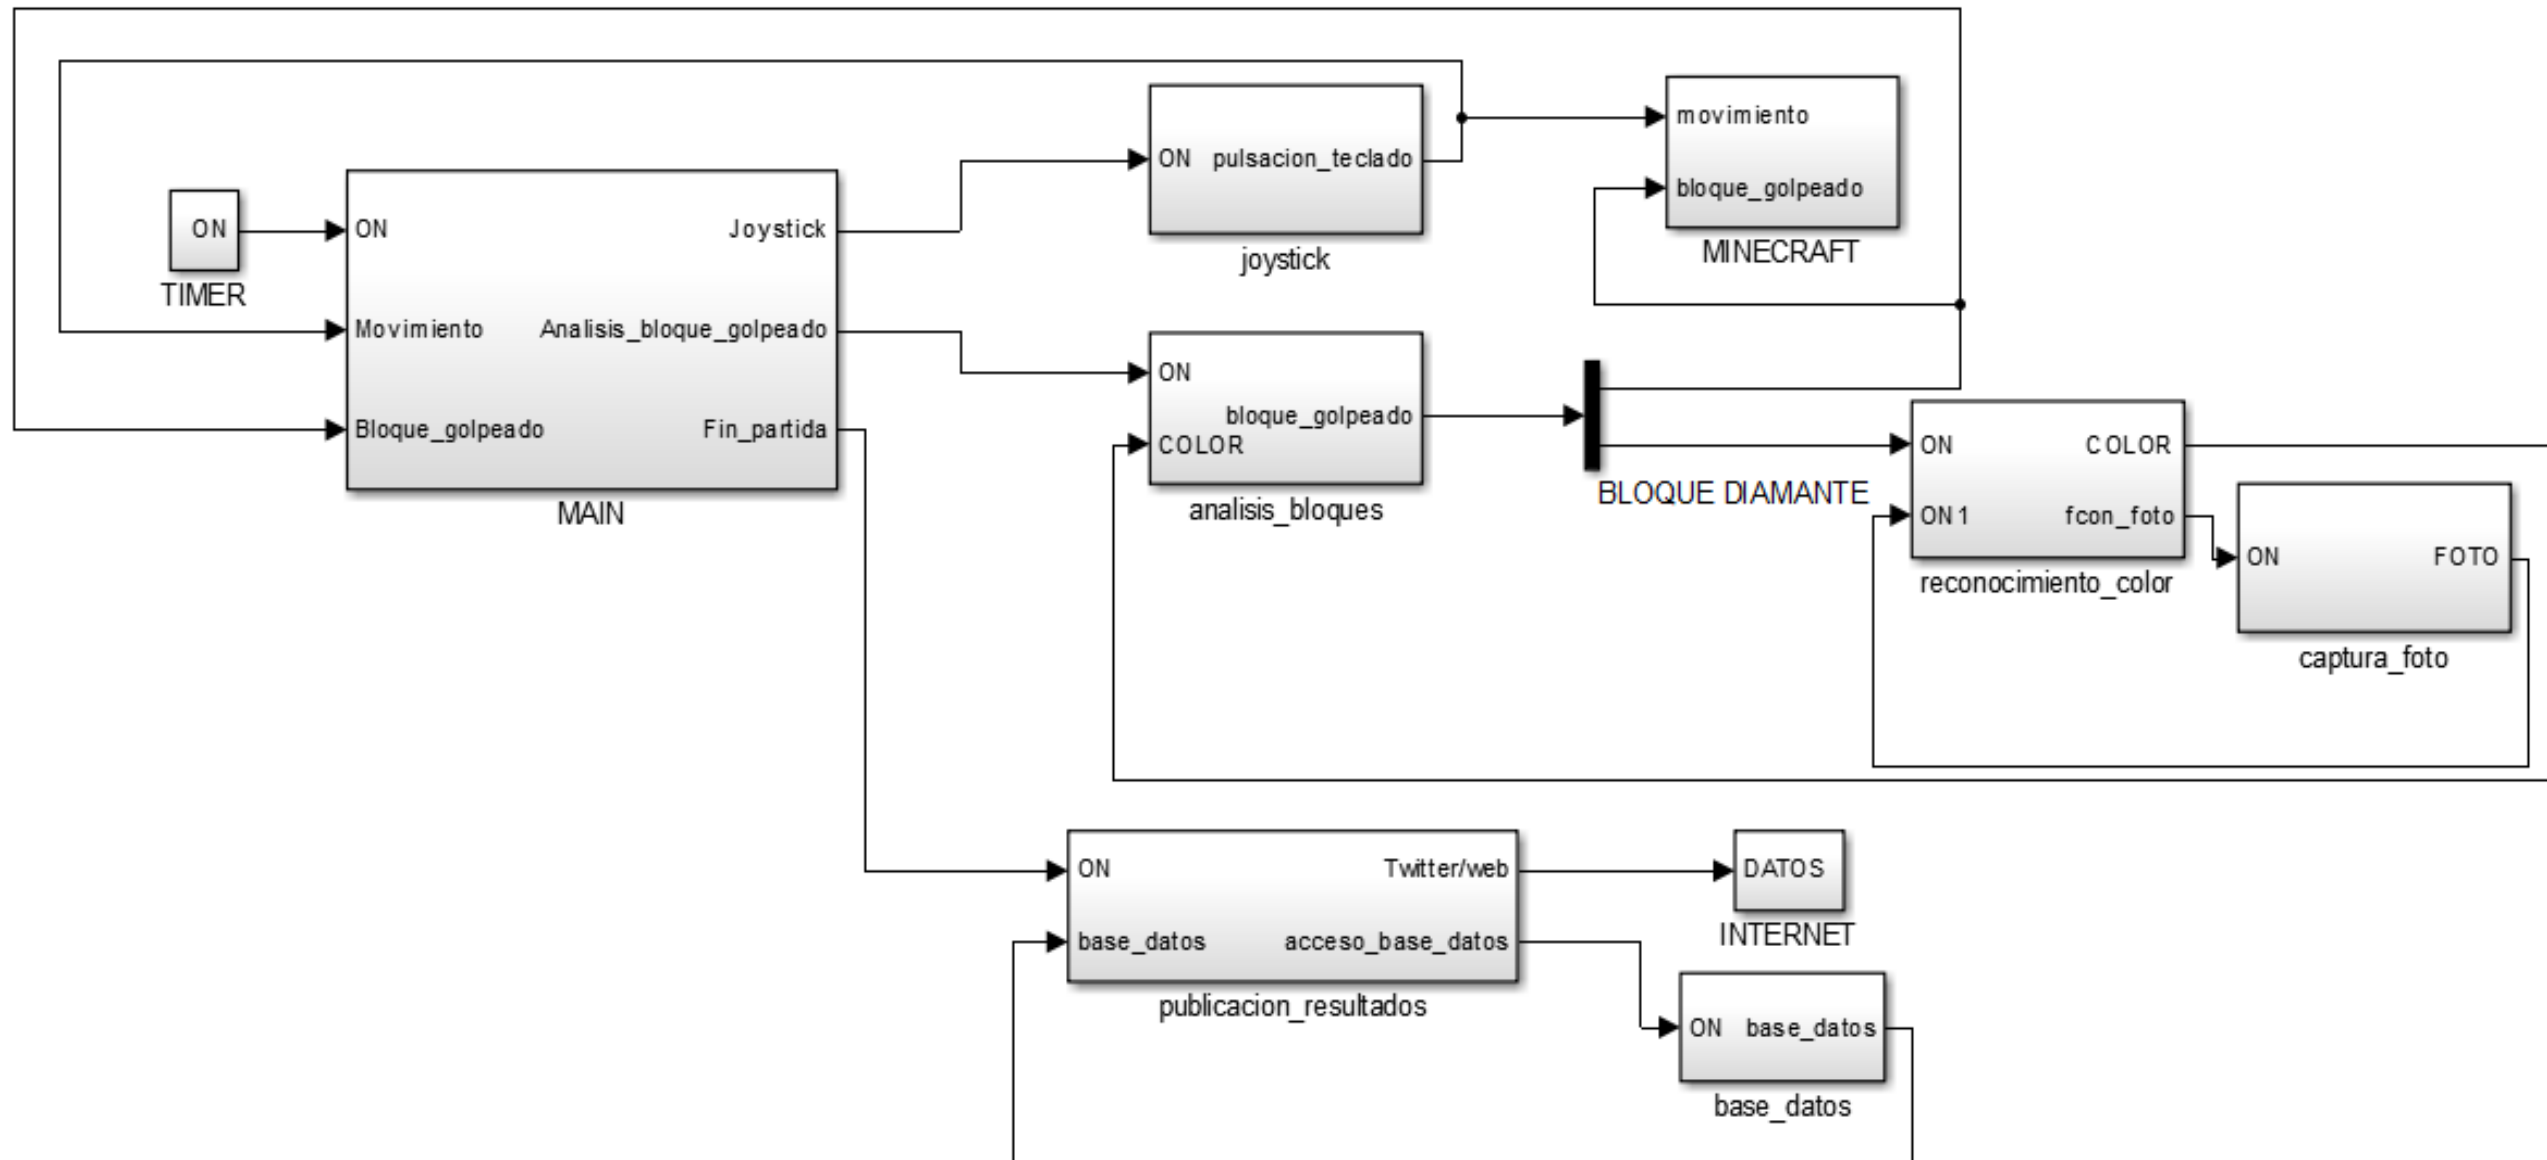 ON
TIMER
ON
Joystick
Movimiento
Analisis_bloque_golpeado
Bloque_golpeado
Fin_partida
MAIN
ON
pulsacion_teclado
joystick
movimiento
bloque_golpeado
MINECRAFT
ON
bloque_golpeado
COLOR
analisis_bloques
BLOQUE DIAMANTE
ON
COLOR
ON1
fcon_foto
reconocimiento_color
ON
FOTO
captura_foto
ON
Twitter/web
base_datos
acceso_base_datos
publicacion_resultados
DATOS
INTERNET
ON
base_datos
base_datos